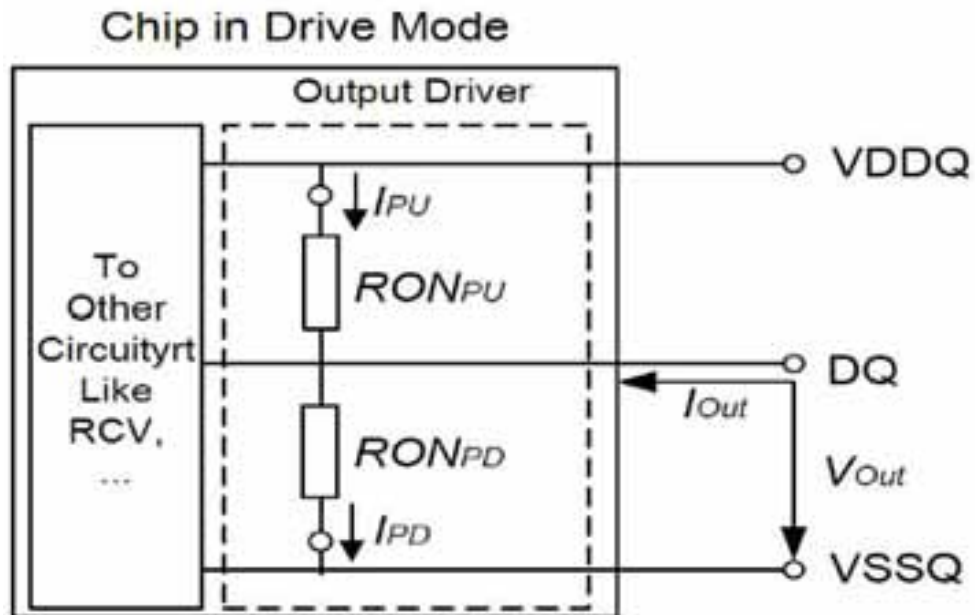 Chip in Drive Mode
Output Driver
To
Other
Circuityrt
Like
RCV,
...
IPU
RONPU
RONPD
IPD
VDDQ
DQ
IOut
VOut
VSSQ